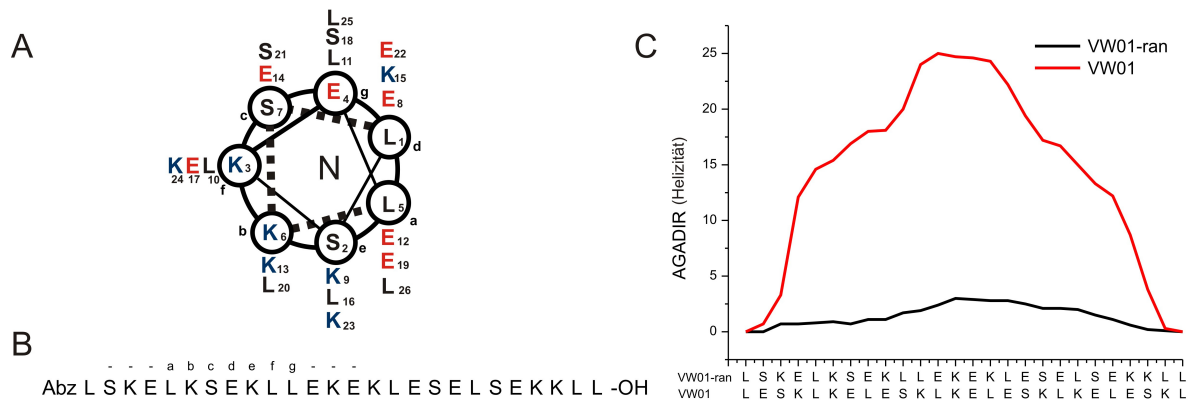 A
L25
S18
L11
S21
E14
E22
K15
E8
E4
g
S7
c
L1
d
K24 E17 L10
K3
f
N
L5
a
K6
b
S2
e
K13
L20
K9
L16
K23
E12
E19
L26
B
- - - a b c d e f g - - -
Abz L S K E L K S E K L L E K E K L E S E L S E K K L L -OH
C
VW01-ran
VW01
AGADIR (Helizität)
25
20
15
10
5
0
VW01-ran L S K E L K S E K L L E K E K L E S E L S E K K L L
VW01 L E S K L K E L E S K L K E L E S K L K E L E S K L